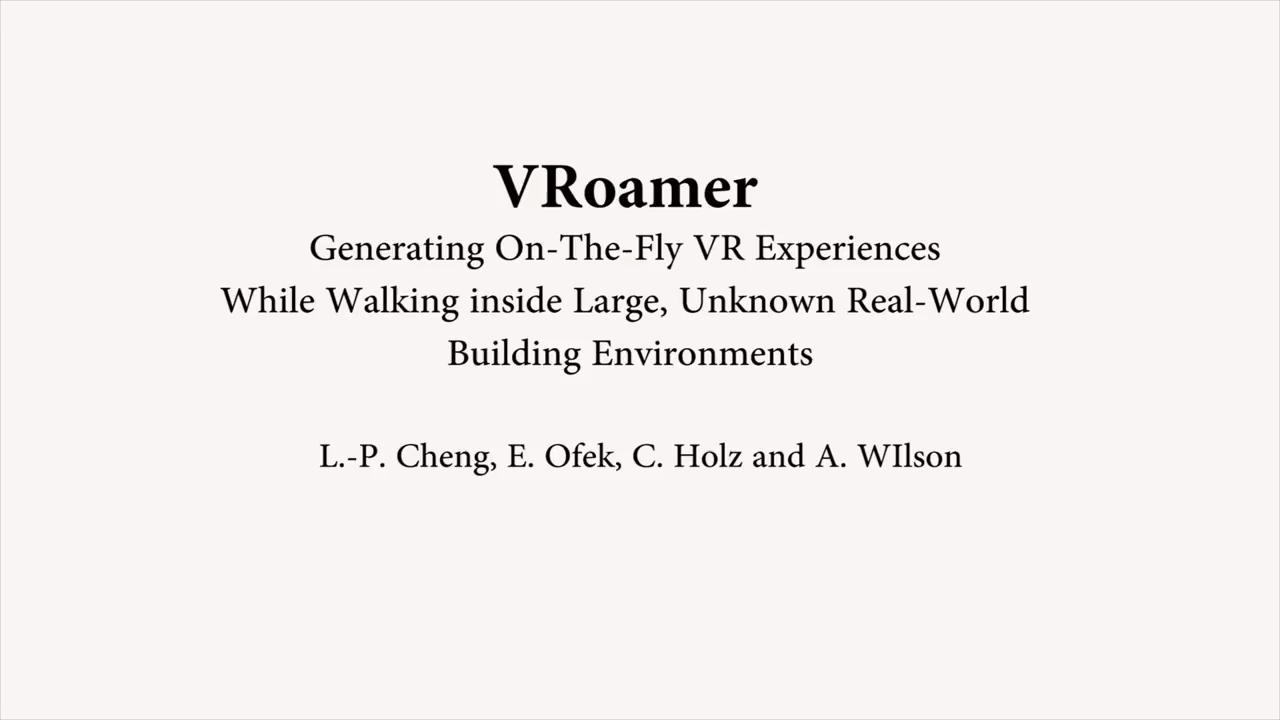 VRoamer
Generating On-The-Fly VR Experiences
While Walking inside Large, Unknown Real-World
Building Environments
L.-P. Cheng, E. Ofek, C. Holz and A. WIlson